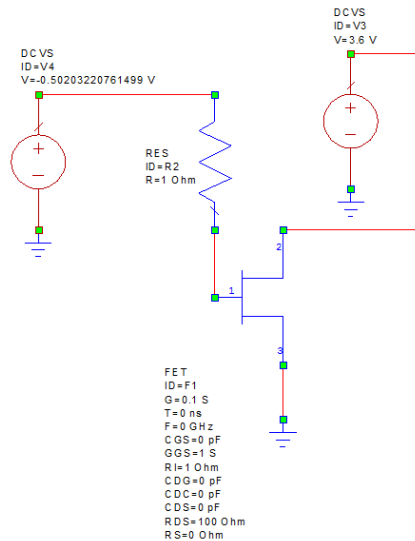 DCVS
ID=V3
V=3.6 V
DCVS
ID=V4
V=-0.50203220761499 V
RES
ID=R2
R=1 Ohm
2
1
3
FET
ID=F1
G=0.1 S
T=0 ns
F=0 GHz
CGS=0 pF
GGS=1 S
RI=1 Ohm
CDG=0 pF
CDC=0 pF
CDS=0 pF
RDS=100 Ohm
RS=0 Ohm